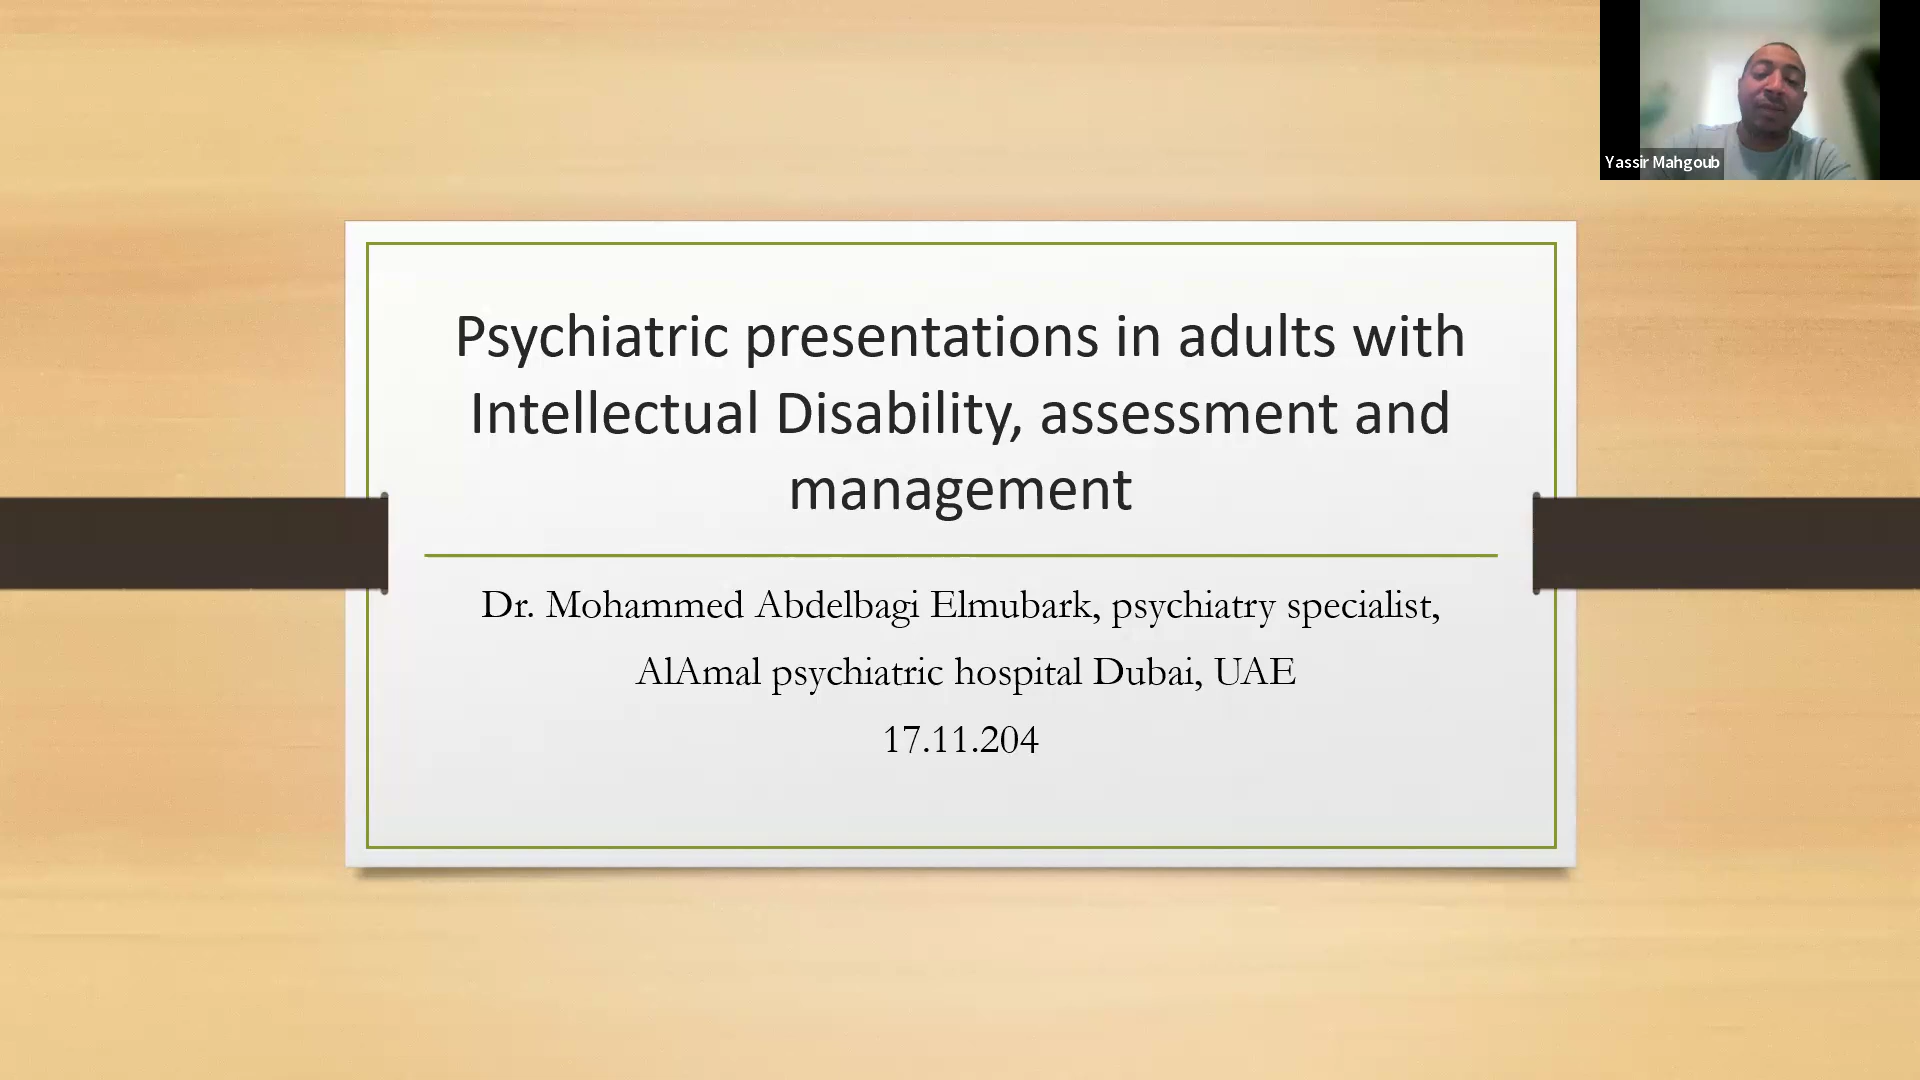 Yassir Mahgoub
Psychiatric presentations in adults with
Intellectual Disability, assessment and
management
Dr. Mohammed Abdelbagi Elmubark, psychiatry specialist,
AlAmal psychiatric hospital Dubai, UAE
17.11.204